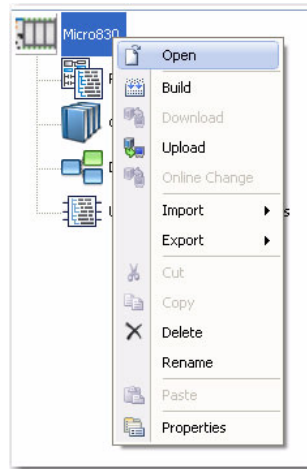 Micro830
Open
Build
Download
Upload
Online Change
Import
Export
Cut
Copy
Delete
Rename
Paste
Properties